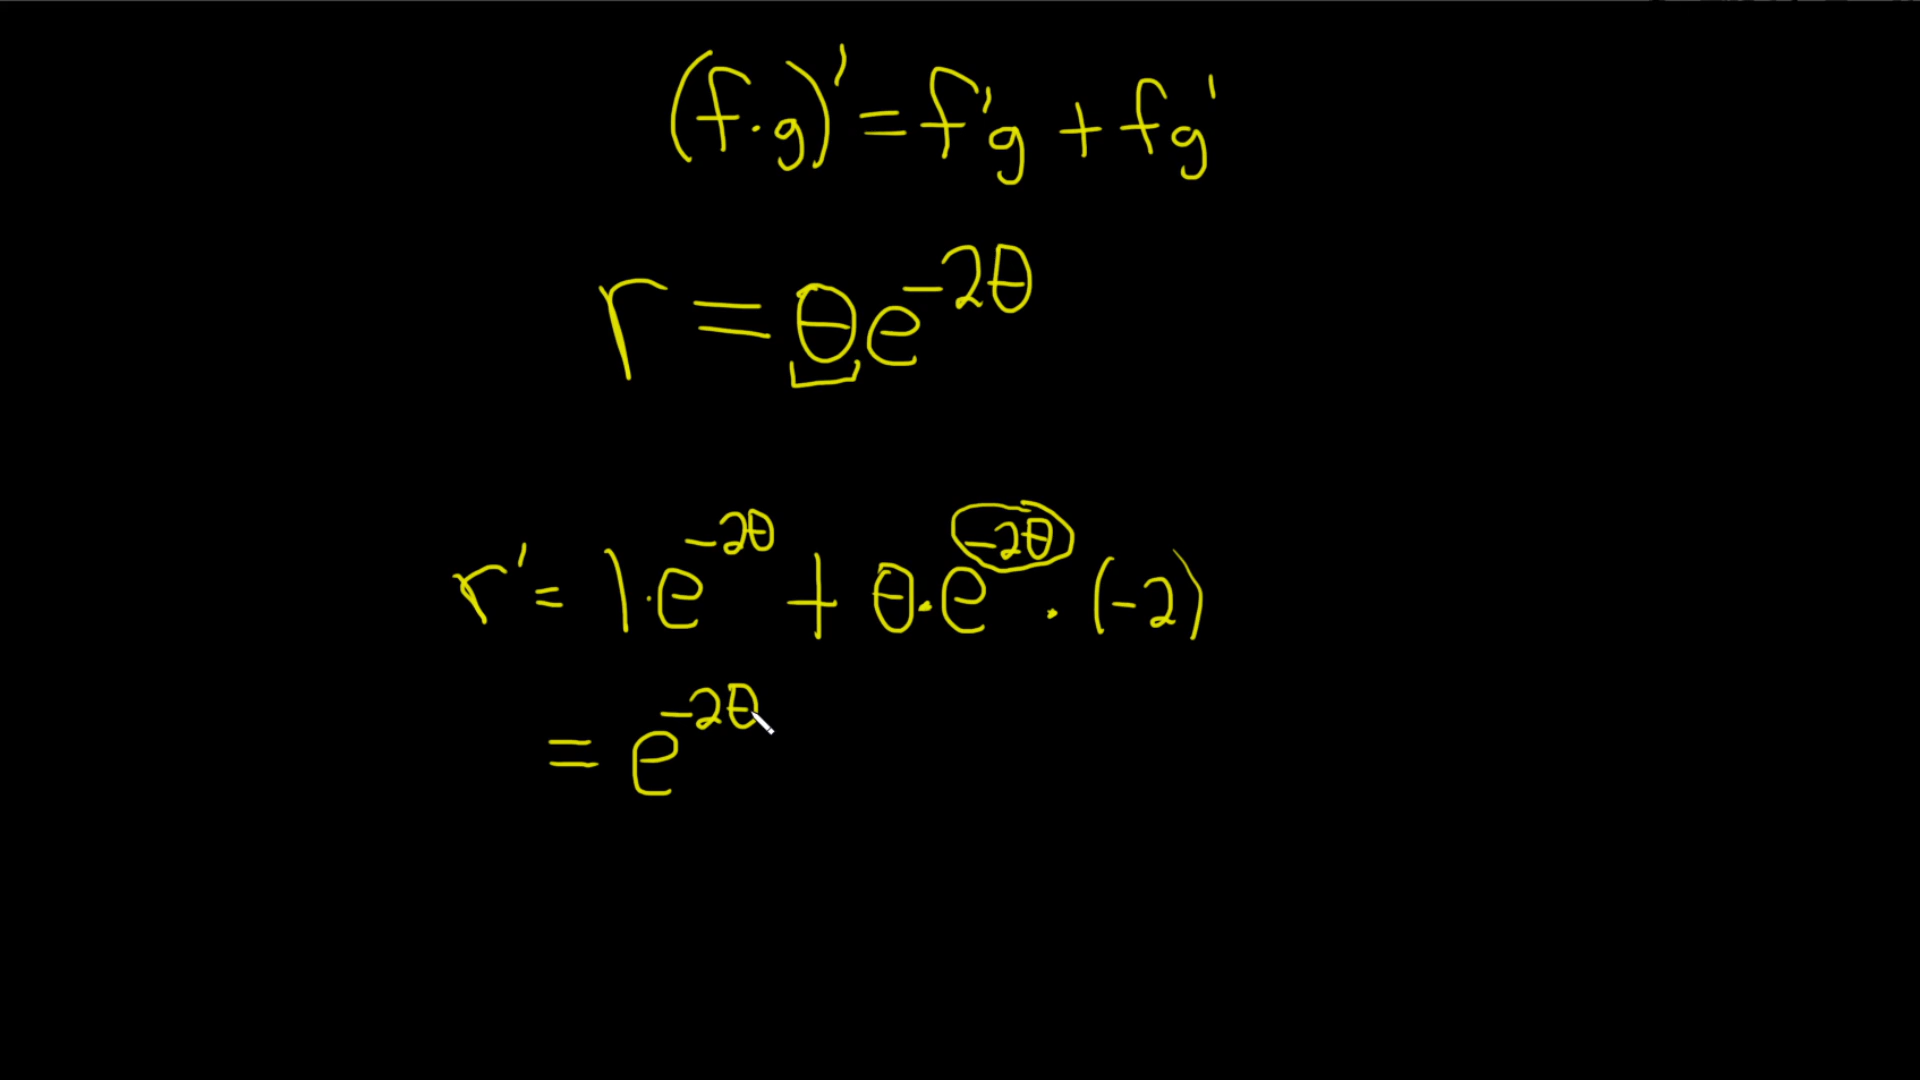 (f·g)' = f'g + fg'
r = θe^{-2θ}
r' = 1·e^{-2θ} + θ·e^{-2θ}·(-2)
= e^{-2θ}